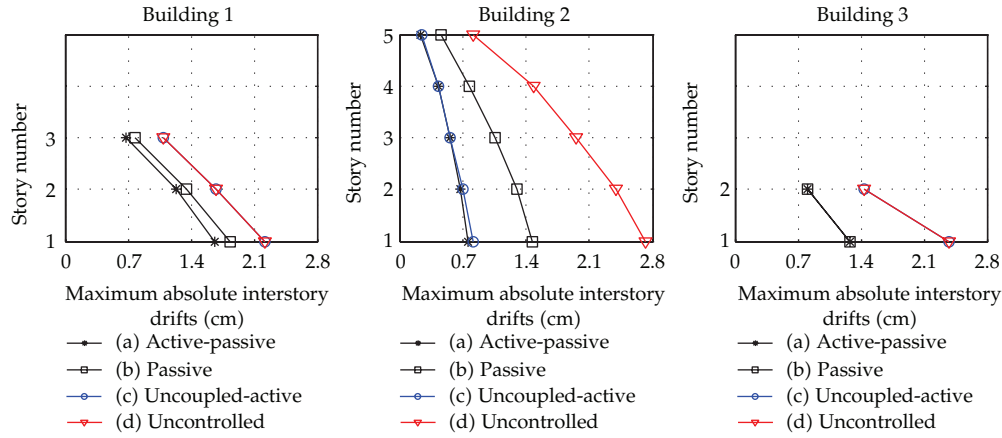 Building 1
Story number
3
2
1
0 0.7 1.4 2.1 2.8
Maximum absolute interstory
drifts (cm)
(a) Active-passive
(b) Passive
(c) Uncoupled-active
(d) Uncontrolled
Building 2
Story number
5
4
3
2
1
0 0.7 1.4 2.1 2.8
Maximum absolute interstory
drifts (cm)
(a) Active-passive
(b) Passive
(c) Uncoupled-active
(d) Uncontrolled
Building 3
Story number
2
1
0 0.7 1.4 2.1 2.8
Maximum absolute interstory
drifts (cm)
(a) Active-passive
(b) Passive
(c) Uncoupled-active
(d) Uncontrolled